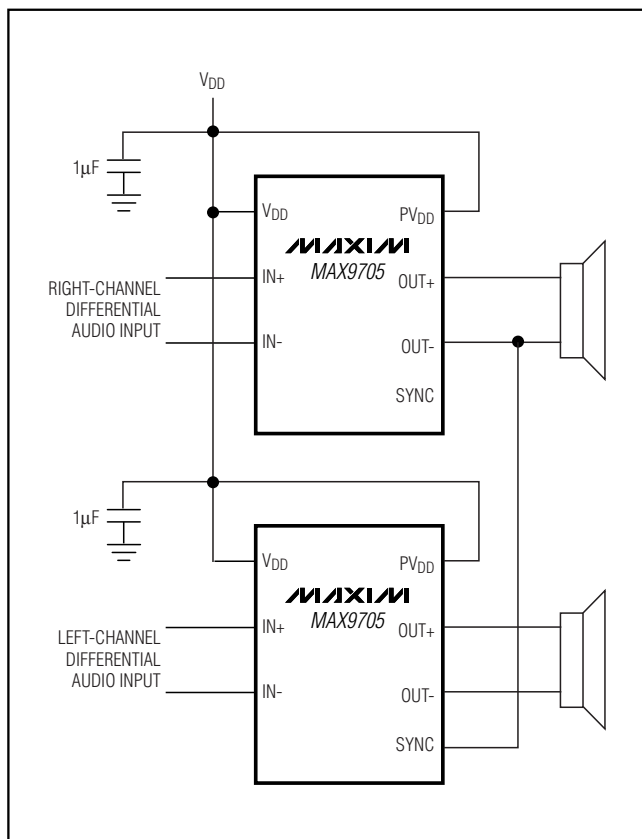 VDD
1µF
VDD
PVDD
MAXIM
MAX9705
RIGHT-CHANNEL
DIFFERENTIAL
AUDIO INPUT
IN+
OUT+
IN-
OUT-
SYNC
1µF
VDD
PVDD
MAXIM
MAX9705
LEFT-CHANNEL
DIFFERENTIAL
AUDIO INPUT
IN+
OUT+
IN-
OUT-
SYNC